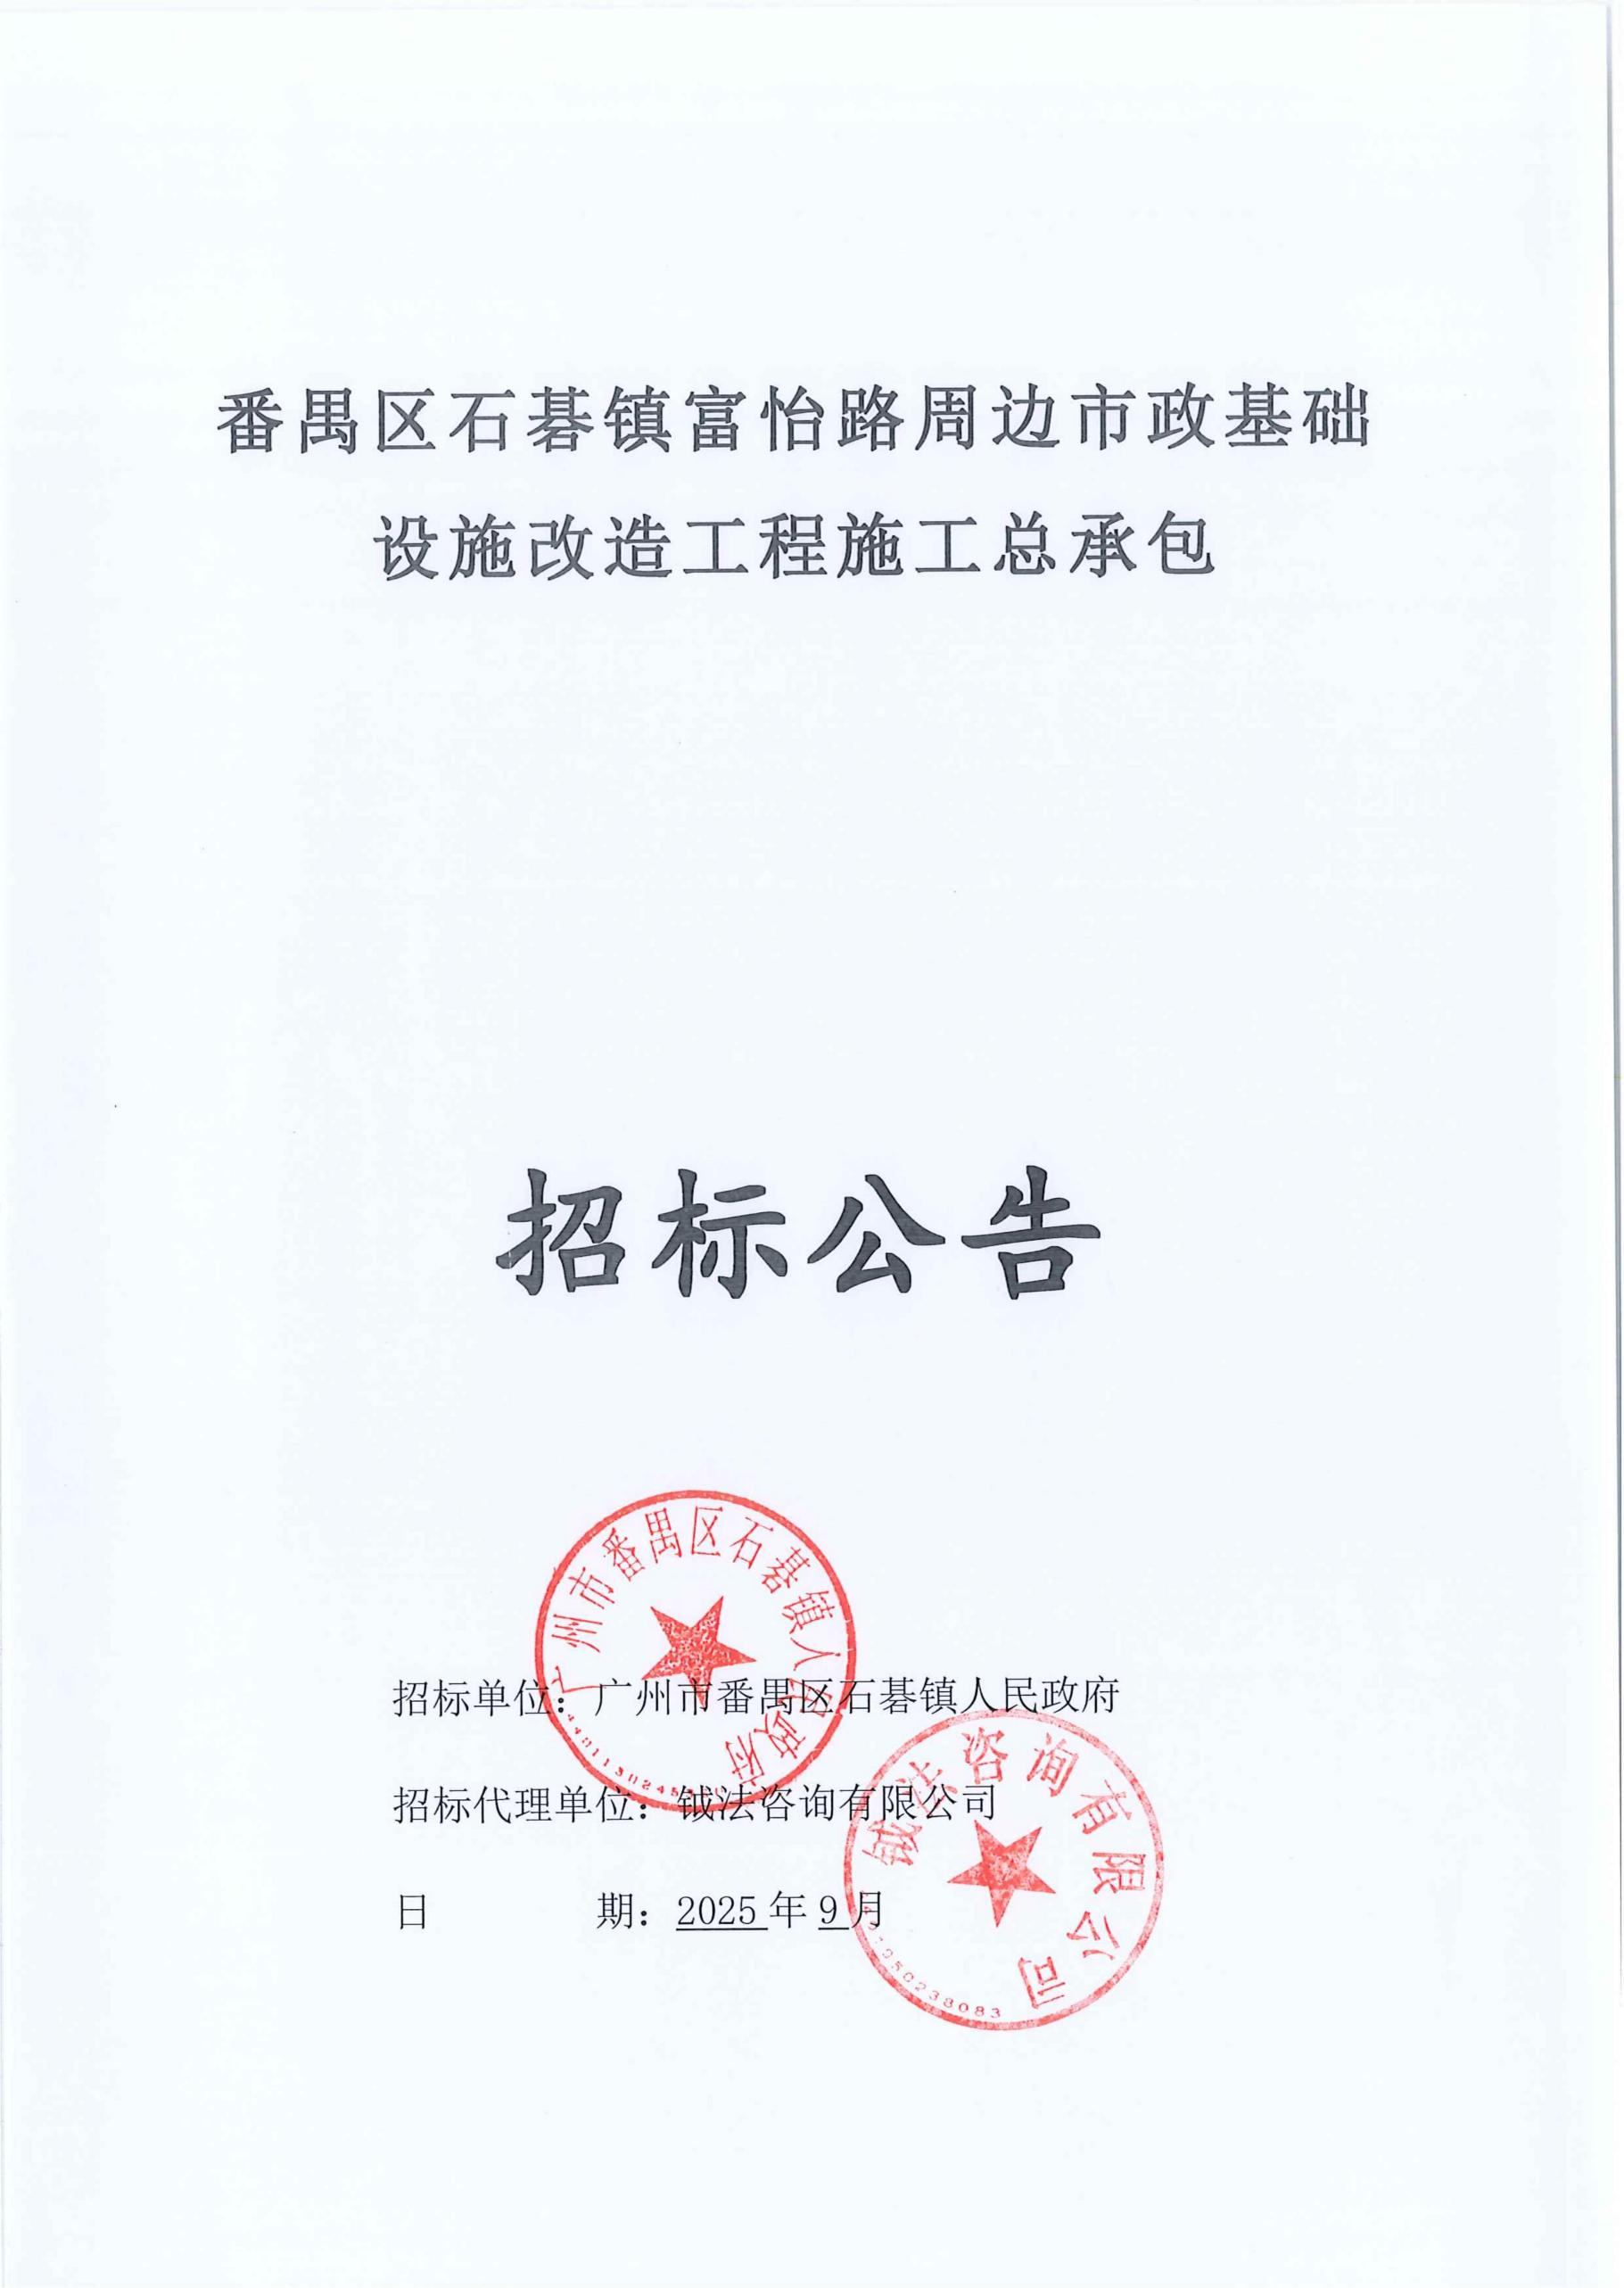 番禺区石碁镇富怡路周边市政基础
设施改造工程施工总承包
招标公告
广州市番禺区石碁镇人民政府
招标单位：广州市番禺区石碁镇人民政府
招标代理单位：钺法咨询有限公司
钺法咨询有限公司
日期：2025年9月